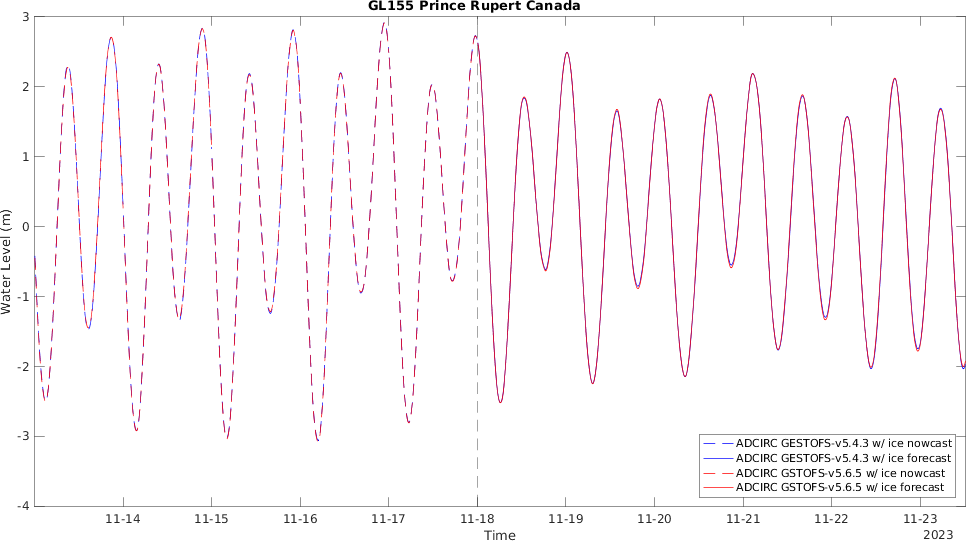 GL155 Prince Rupert Canada
3
2
1
0
-1
-2
-3
-4
Water Level (m)
11-14 11-15 11-16 11-17 11-18 11-19 11-20 11-21 11-22 11-23
Time
2023
ADCIRC GESTOFS-v5.4.3 w/ ice nowcast
ADCIRC GESTOFS-v5.4.3 w/ ice forecast
ADCIRC GSTOFS-v5.6.5 w/ ice nowcast
ADCIRC GSTOFS-v5.6.5 w/ ice forecast